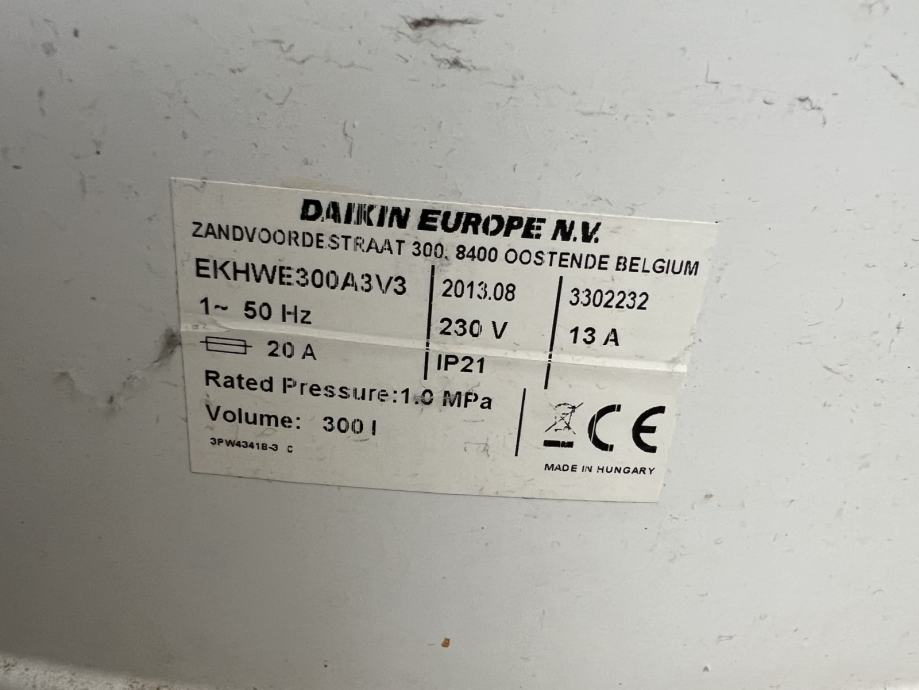 DAIKIN EUROPE N.V.
ZANDVOORDESTRAAT 300, 8400 OOSTENDE BELGIUM
EKHWE300A3V3 2013.08 3302232
1~ 50 Hz 230 V 13 A
20 A IP21
Rated Pressure:1.0 MPa
Volume: 300 l
CE
3PW43418-3 C
MADE IN HUNGARY